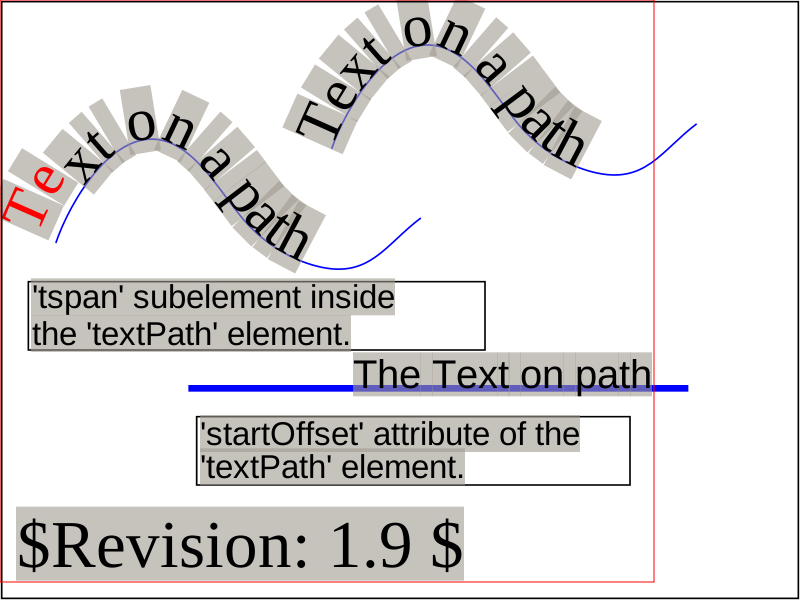 Text on a path
Text on a path
'tspan' subelement inside
the 'textPath' element.
The Text on path
'startOffset' attribute of the
'textPath' element.
$Revision: 1.9 $